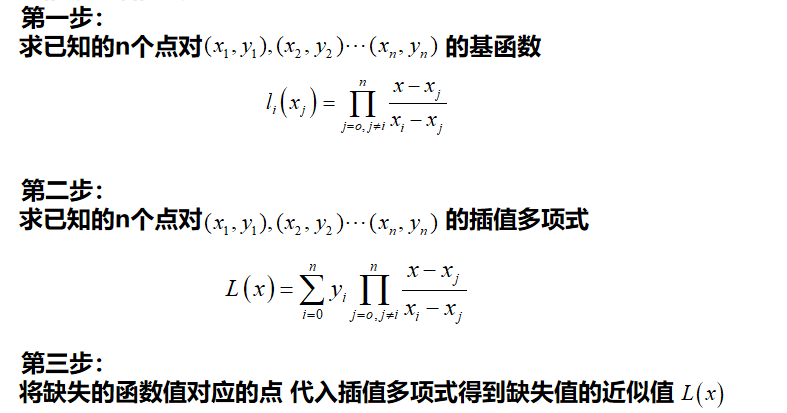 第一步：
求已知的n个点对(x₁, y₁),(x₂, y₂)⋯(xₙ, yₙ) 的基函数
lᵢ(xⱼ) = ∏_{j=o, j≠i}^{n} (x − xⱼ)/(xᵢ − xⱼ)
第二步：
求已知的n个点对(x₁, y₁),(x₂, y₂)⋯(xₙ, yₙ) 的插值多项式
L(x) = ∑_{i=0}^{n} yᵢ ∏_{j=o, j≠i}^{n} (x − xⱼ)/(xᵢ − xⱼ)
第三步：
将缺失的函数值对应的点 代入插值多项式得到缺失值的近似值 L(x)